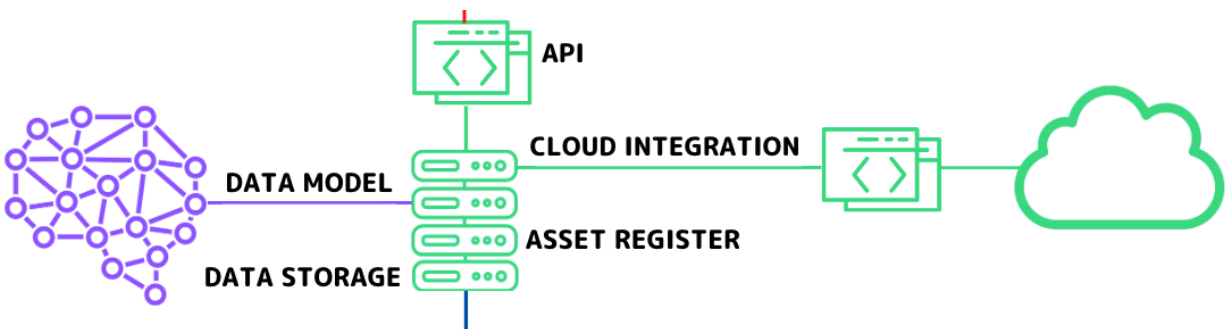 API
CLOUD INTEGRATION
DATA MODEL
ASSET REGISTER
DATA STORAGE